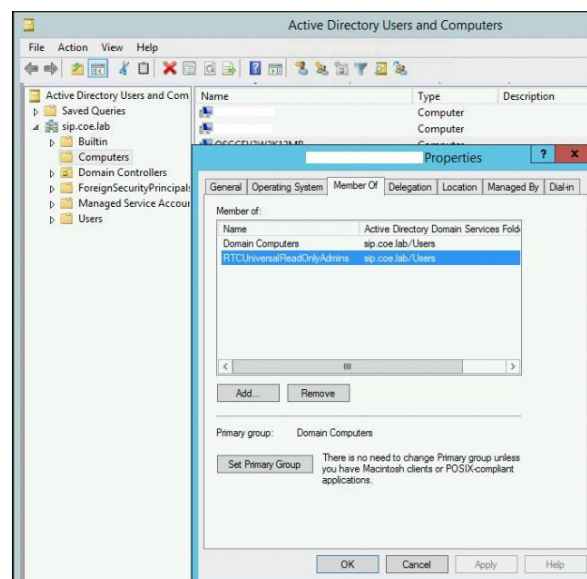 Active Directory Users and Computers
File Action View Help
Active Directory Users and Com
Saved Queries
sip.coe.lab
Builtin
Computers
Domain Controllers
ForeignSecurityPrincipals
Managed Service Accour
Users
Name Type Description
Computer
Computer
Properties ? x
General Operating System Member Of Delegation Location Managed By Dial-in
Member of:
Name Active Directory Domain Services Fold
Domain Computers sip.coe.lab/Users
RTCUniversalReadOnlyAdmins sip.coe.lab/Users
Add... Remove
Primary group: Domain Computers
Set Primary Group
There is no need to change Primary group unless
you have Macintosh clients or POSIX-compliant
applications.
OK Cancel Apply Help